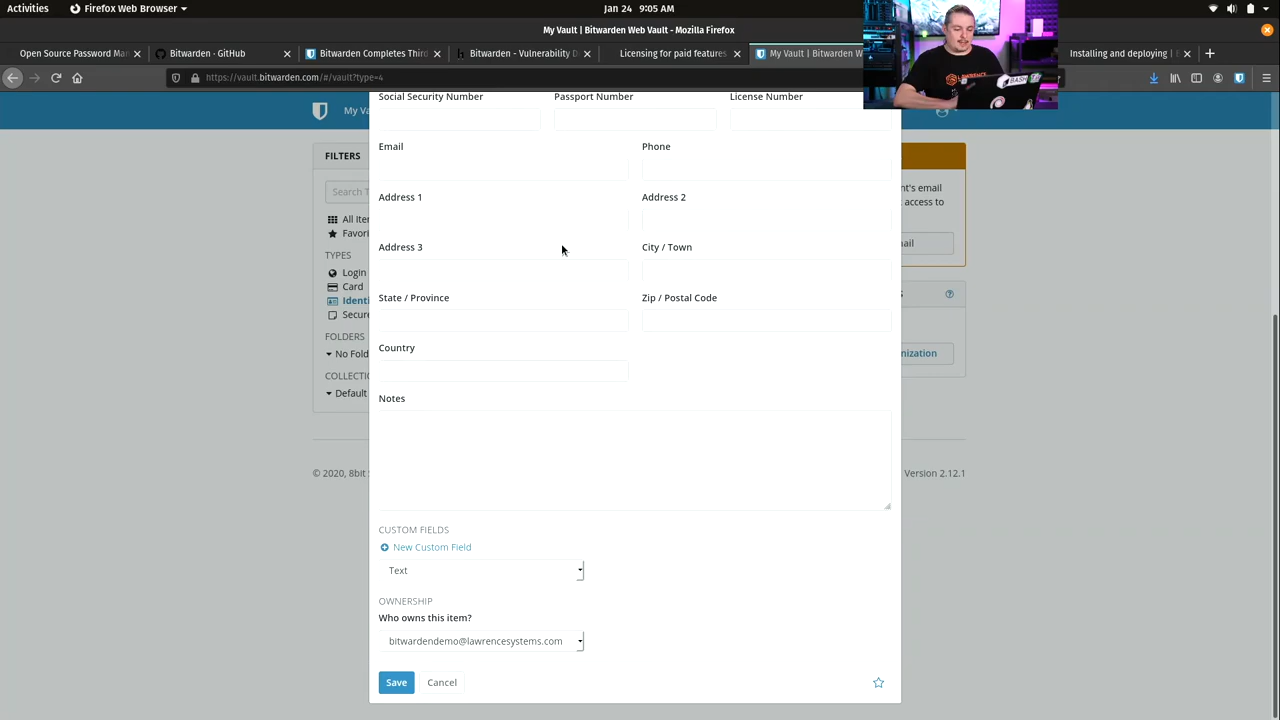 Activities
Firefox Web Browser
Jan 24 9:05 AM
My Vault | Bitwarden Web Vault - Mozilla Firefox
Open Source Password Man
Bitwarden · GitHub
Bitwarden Completes Third
Bitwarden - Vulnerability D
licensing for paid features
My Vault | Bitwarden W
Installing and deploying
https://vault.bitwarden.com/#/vault?type=4
My Va
FILTERS
Search
All Ite
Favori
TYPES
Login
Card
Identi
Secure
FOLDERS
No Fold
COLLECTI
Default
Social Security Number
Passport Number
License Number
Email
Phone
Address 1
Address 2
Address 3
City / Town
State / Province
Zip / Postal Code
Country
Notes
CUSTOM FIELDS
New Custom Field
Text
OWNERSHIP
Who owns this item?
bitwardendemo@lawrencesystems.com
Save
Cancel
nt's email
access to
ail
nization
© 2020, 8bit
Version 2.12.1
LAWRENCE
BASH